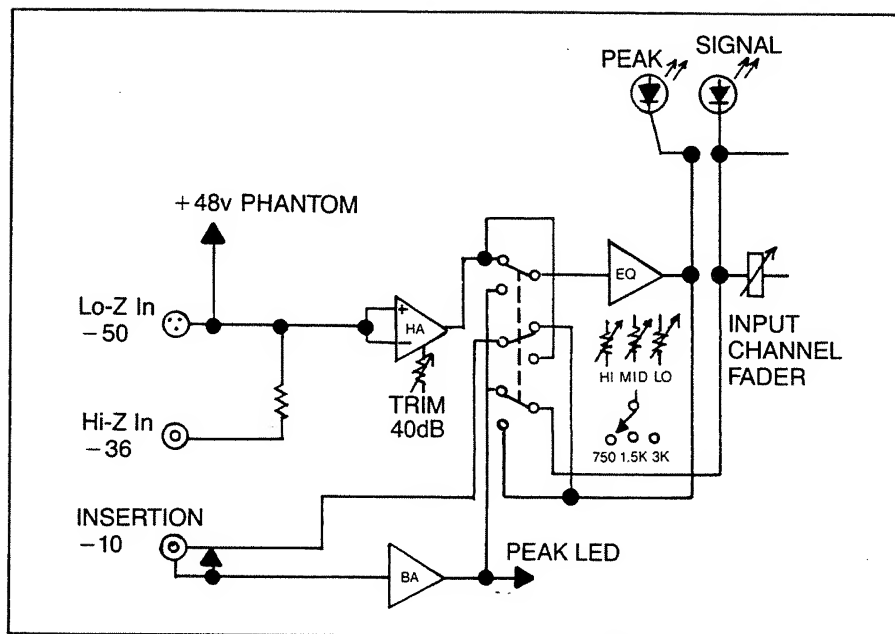 PEAK
SIGNAL
+48v PHANTOM
Lo-Z In
−50
+
−
HA
EQ
TRIM
40dB
HI MID LO
INPUT
CHANNEL
FADER
Hi-Z In
−36
750 1.5K 3K
INSERTION
−10
BA
PEAK LED